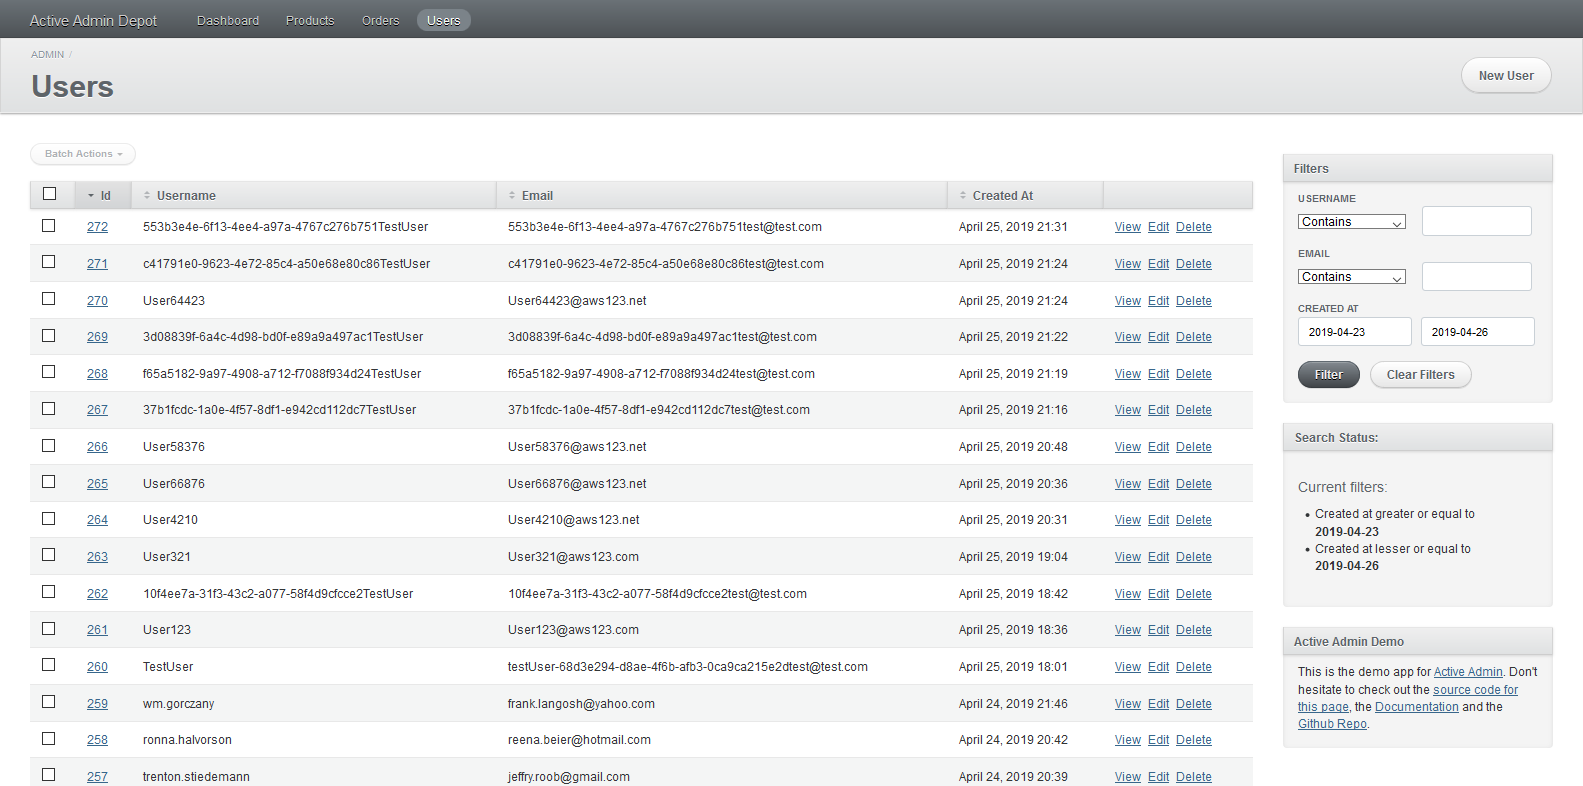 Active Admin Depot Dashboard Products Orders Users
ADMIN /
Users
New User
Batch Actions
Id Username Email Created At
272 553b3e4e-6f13-4ee4-a97a-4767c276b751TestUser 553b3e4e-6f13-4ee4-a97a-4767c276b751test@test.com April 25, 2019 21:31 View Edit Delete
271 c41791e0-9623-4e72-85c4-a50e68e80c86TestUser c41791e0-9623-4e72-85c4-a50e68e80c86test@test.com April 25, 2019 21:24 View Edit Delete
270 User64423 User64423@aws123.net April 25, 2019 21:24 View Edit Delete
269 3d08839f-6a4c-4d98-bd0f-e89a9a497ac1TestUser 3d08839f-6a4c-4d98-bd0f-e89a9a497ac1test@test.com April 25, 2019 21:22 View Edit Delete
268 f65a5182-9a97-4908-a712-f7088f934d24TestUser f65a5182-9a97-4908-a712-f7088f934d24test@test.com April 25, 2019 21:19 View Edit Delete
267 37b1fcdc-1a0e-4f57-8df1-e942cd112dc7TestUser 37b1fcdc-1a0e-4f57-8df1-e942cd112dc7test@test.com April 25, 2019 21:16 View Edit Delete
266 User58376 User58376@aws123.net April 25, 2019 20:48 View Edit Delete
265 User66876 User66876@aws123.net April 25, 2019 20:36 View Edit Delete
264 User4210 User4210@aws123.net April 25, 2019 20:31 View Edit Delete
263 User321 User321@aws123.com April 25, 2019 19:04 View Edit Delete
262 10f4ee7a-31f3-43c2-a077-58f4d9cfcce2TestUser 10f4ee7a-31f3-43c2-a077-58f4d9cfcce2test@test.com April 25, 2019 18:42 View Edit Delete
261 User123 User123@aws123.com April 25, 2019 18:36 View Edit Delete
260 TestUser testUser-68d3e294-d8ae-4f6b-afb3-0ca9ca215e2dtest@test.com April 25, 2019 18:01 View Edit Delete
259 wm.gorczany frank.langosh@yahoo.com April 24, 2019 21:46 View Edit Delete
258 ronna.halvorson reena.beier@hotmail.com April 24, 2019 20:42 View Edit Delete
257 trenton.stiedemann jeffry.roob@gmail.com April 24, 2019 20:39 View Edit Delete
Filters
USERNAME
Contains
EMAIL
Contains
CREATED AT
2019-04-23 2019-04-26
Filter Clear Filters
Search Status:
Current filters:
• Created at greater or equal to
2019-04-23
• Created at lesser or equal to
2019-04-26
Active Admin Demo
This is the demo app for Active Admin. Don't
hesitate to check out the source code for
this page, the Documentation and the
Github Repo.